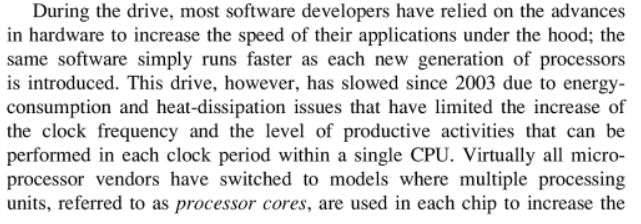 During the drive, most software developers have relied on the advances
in hardware to increase the speed of their applications under the hood; the
same software simply runs faster as each new generation of processors
is introduced. This drive, however, has slowed since 2003 due to energy-
consumption and heat-dissipation issues that have limited the increase of
the clock frequency and the level of productive activities that can be
performed in each clock period within a single CPU. Virtually all micro-
processor vendors have switched to models where multiple processing
units, referred to as processor cores, are used in each chip to increase the